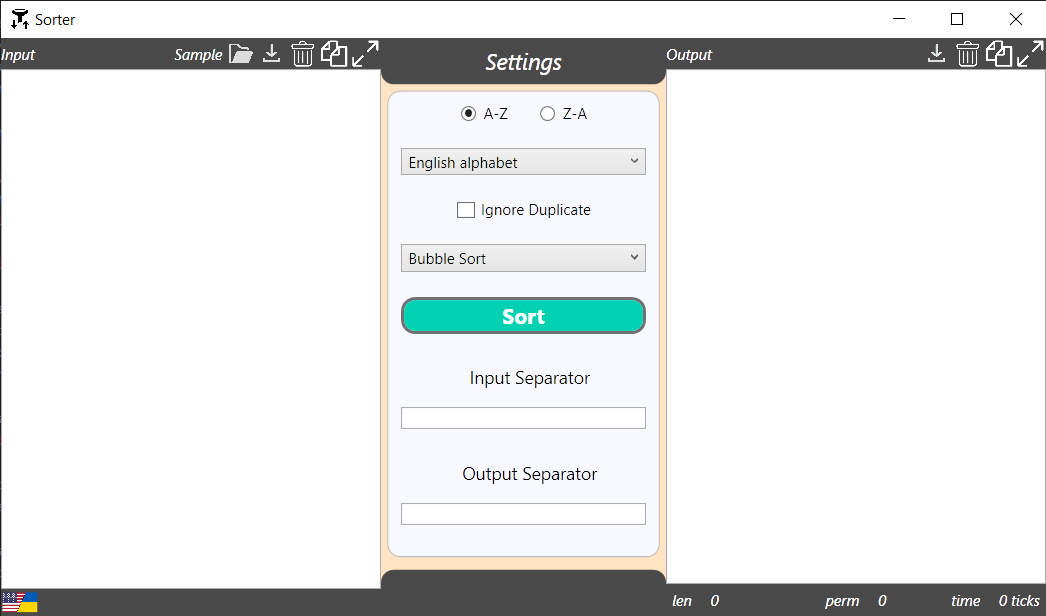 Sorter
Input Sample
Settings
Output
A-Z Z-A
English alphabet
Ignore Duplicate
Bubble Sort
Sort
Input Separator
Output Separator
len 0 perm 0 time 0 ticks